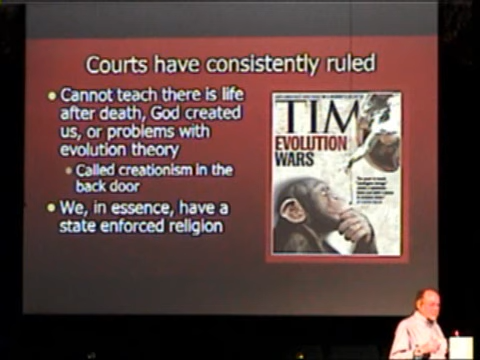 Courts have consistently ruled
Cannot teach there is life
after death, God created
us, or problems with
evolution theory
Called creationism in the
back door
We, in essence, have a
state enforced religion
TIM
EVOLUTION
WARS